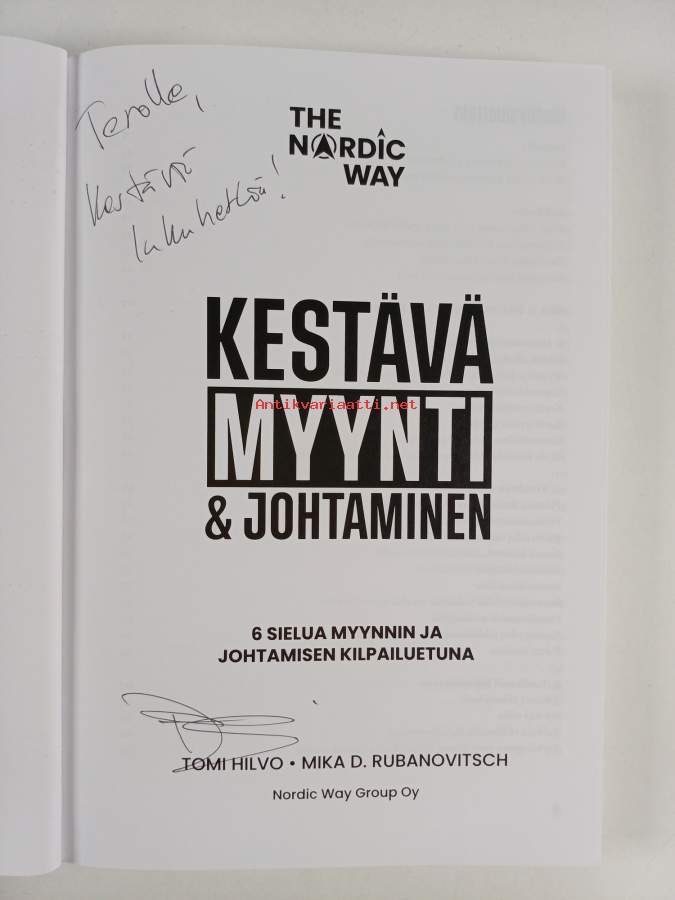 Terolle,
kestäviä
lukuhetkiä!
THE
NORDIC
WAY
KESTÄVÄ
MYYNTI
Antikvariaatti.net
& JOHTAMINEN
6 SIELUA MYYNNIN JA
JOHTAMISEN KILPAILUETUNA
TOMI HILVO • MIKA D. RUBANOVITSCH
Nordic Way Group Oy